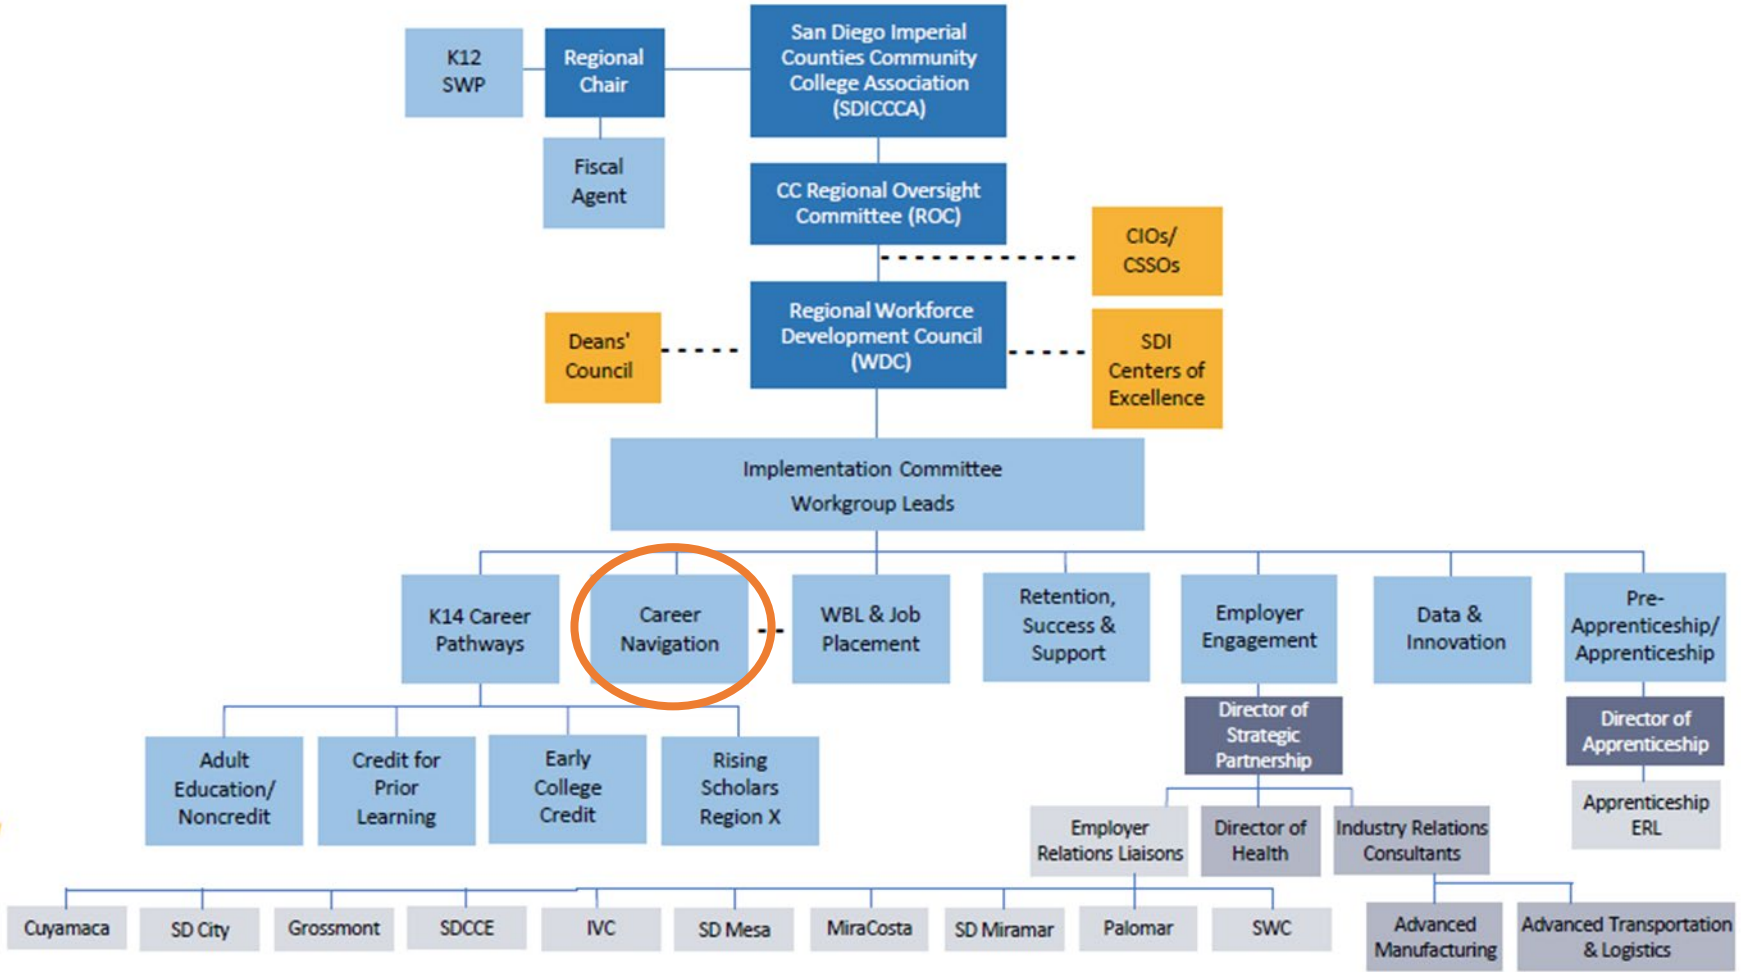 K12
SWP
Regional
Chair
San Diego Imperial
Counties Community
College Association
(SDICCCA)
Fiscal
Agent
CC Regional Oversight
Committee (ROC)
CIOs/
CSSOs
Deans'
Council
Regional Workforce
Development Council
(WDC)
SDI
Centers of
Excellence
Implementation Committee
Workgroup Leads
K14 Career
Pathways
Career
Navigation
WBL & Job
Placement
Retention,
Success &
Support
Employer
Engagement
Data &
Innovation
Pre-
Apprenticeship/
Apprenticeship
Director of
Strategic
Partnership
Director of
Apprenticeship
Adult
Education/
Noncredit
Credit for
Prior
Learning
Early
College
Credit
Rising
Scholars
Region X
Apprenticeship
ERL
Employer
Relations Liaisons
Director of
Health
Industry Relations
Consultants
Cuyamaca
SD City
Grossmont
SDCCE
IVC
SD Mesa
MiraCosta
SD Miramar
Palomar
SWC
Advanced
Manufacturing
Advanced Transportation
& Logistics